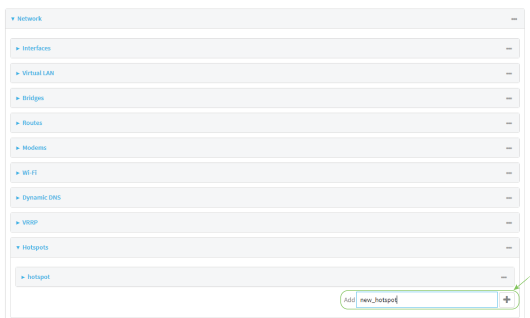 Network
Interfaces
Virtual LAN
Bridges
Routes
Modems
Wi-Fi
Dynamic DNS
VRRP
Hotspots
hotspot
Add new_hotspot